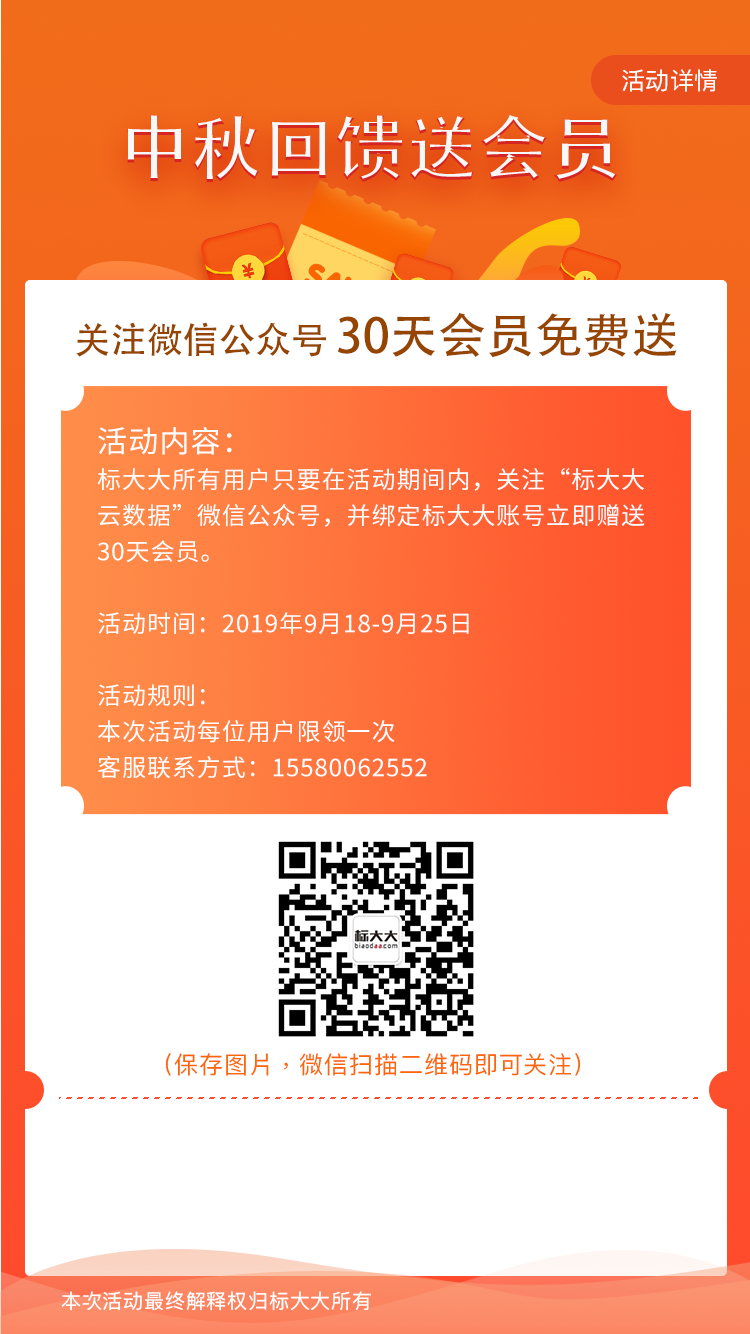 活动详情
中秋回馈送会员
关注微信公众号 30天会员免费送
活动内容：
标大大所有用户只要在活动期间内，关注“标大大
云数据”微信公众号，并绑定标大大账号立即赠送
30天会员。
活动时间：2019年9月18-9月25日
活动规则：
本次活动每位用户限领一次
客服联系方式：15580062552
标大大
biaodaa.com
（保存图片，微信扫描二维码即可关注）
本次活动最终解释权归标大大所有